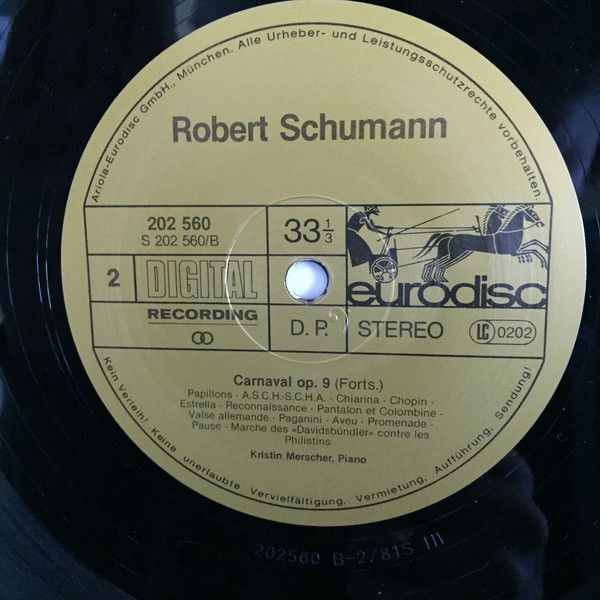 Ariola-Eurodisc GmbH., München. Alle Urheber- und Leistungsschutzrechte vorbehalten.
Robert Schumann
202 560
S 202 560/B
33 1/3
2
DIGITAL
RECORDING
eurodisc
D. P.
STEREO
LC 0202
Carnaval op. 9 (Forts.)
Papillons - A.S.C.H.-S.C.H.A. - Chiarina - Chopin -
Estrella - Reconnaissance - Pantalon et Colombine -
Valse allemande - Paganini - Aveu - Promenade -
Pause - Marche des »Davidsbündler« contre les
Philistins
Kristin Merscher, Piano
Kein Verleih! Keine unerlaubte Vervielfältigung, Vermietung, Aufführung, Sendung!
202560 B-2/81S III